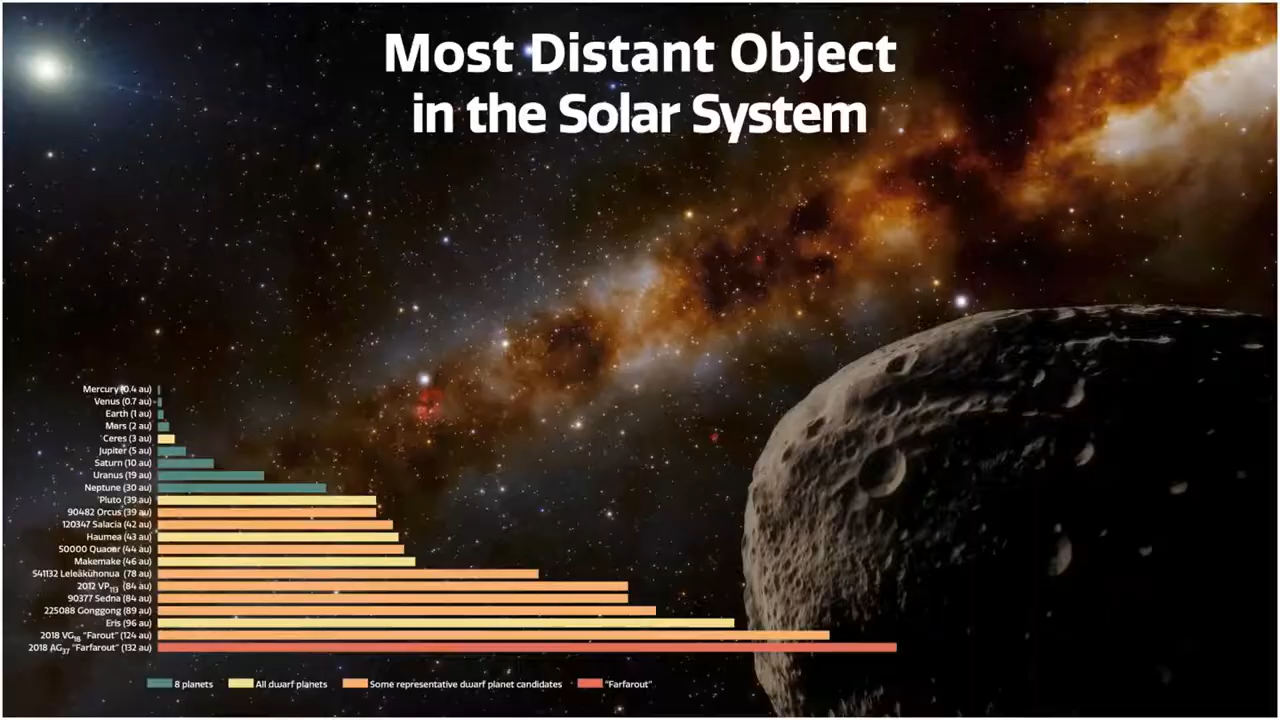 Most Distant Object
in the Solar System
Mercury (0.4 au)
Venus (0.7 au)
Earth (1 au)
Mars (2 au)
Ceres (3 au)
Jupiter (5 au)
Saturn (10 au)
Uranus (19 au)
Neptune (30 au)
Pluto (39 au)
90482 Orcus (39 au)
120347 Salacia (42 au)
Haumea (43 au)
50000 Quaoar (44 au)
Makemake (46 au)
541132 Leleākūhonua (78 au)
2012 VP113 (84 au)
90377 Sedna (84 au)
225088 Gonggong (89 au)
Eris (96 au)
2018 VG18 "Farout" (124 au)
2018 AG37 "Farfarout" (132 au)
8 planets
All dwarf planets
Some representative dwarf planet candidates
"Farfarout"